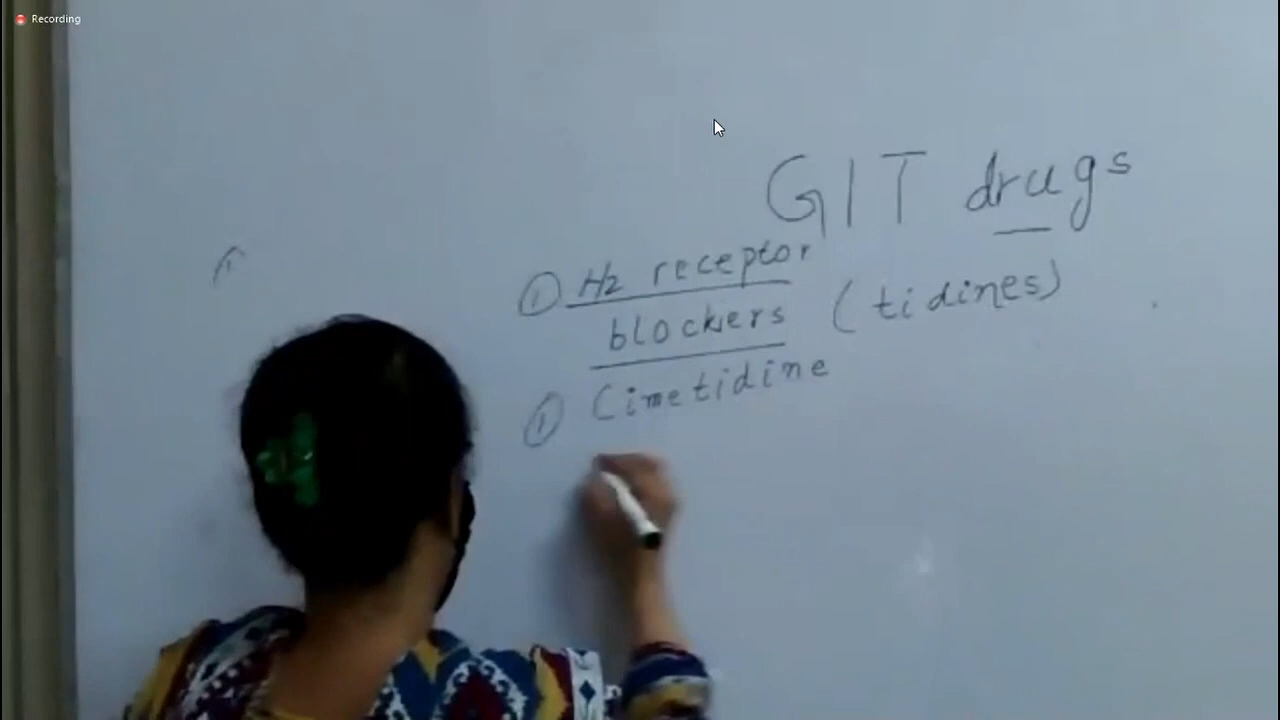 Recording
GIT drugs
① H2 receptor
blockers (tidines)
① Cimetidine